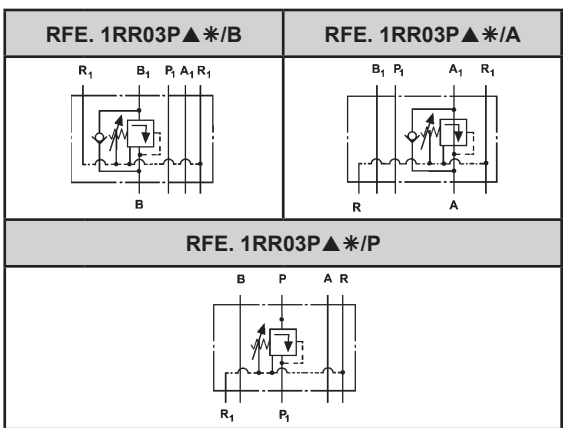 RFE. 1RR03P▲✳/B
RFE. 1RR03P▲✳/A
R₁ B₁ P₁ A₁ R₁
B
B₁ P₁ A₁ R₁
R A
RFE. 1RR03P▲✳/P
B P A R
R₁ P₁